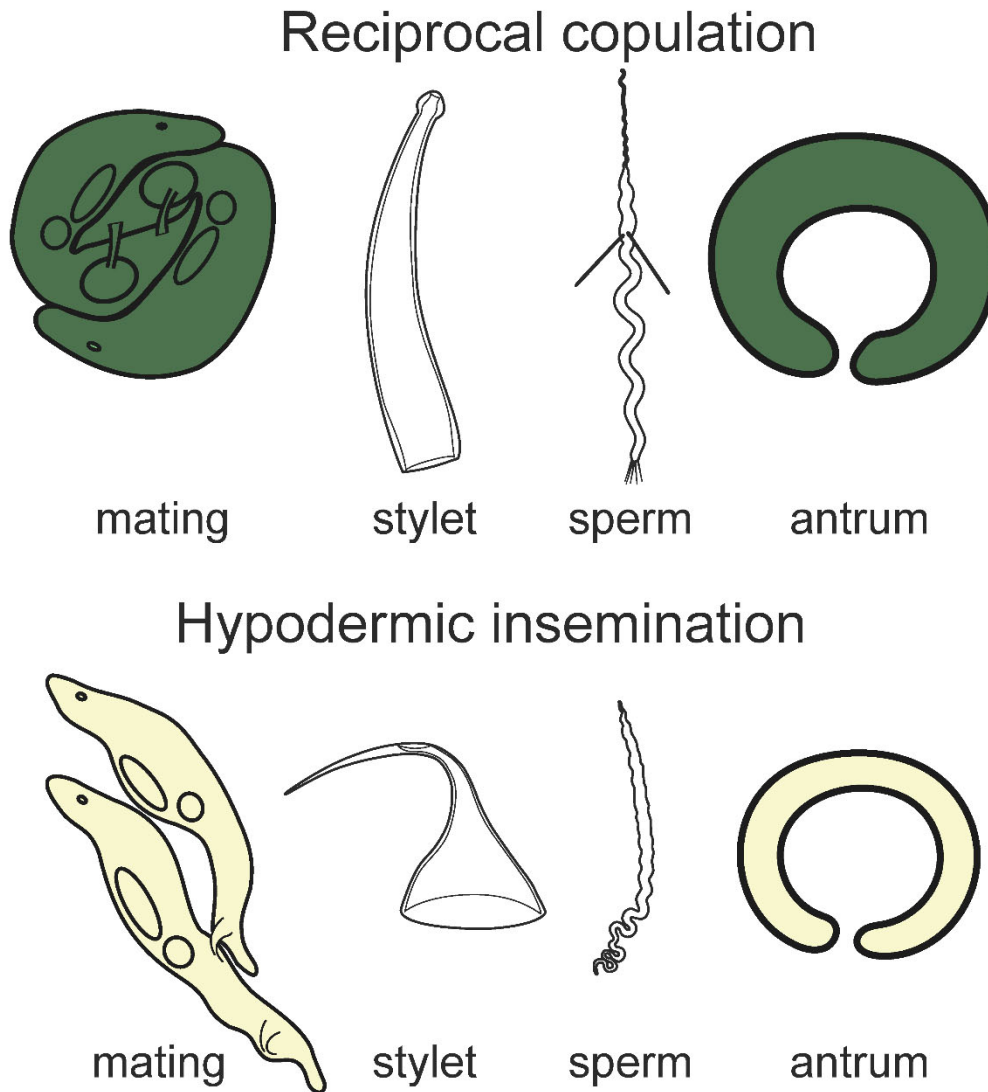 Reciprocal copulation
mating stylet sperm antrum
Hypodermic insemination
mating stylet sperm antrum